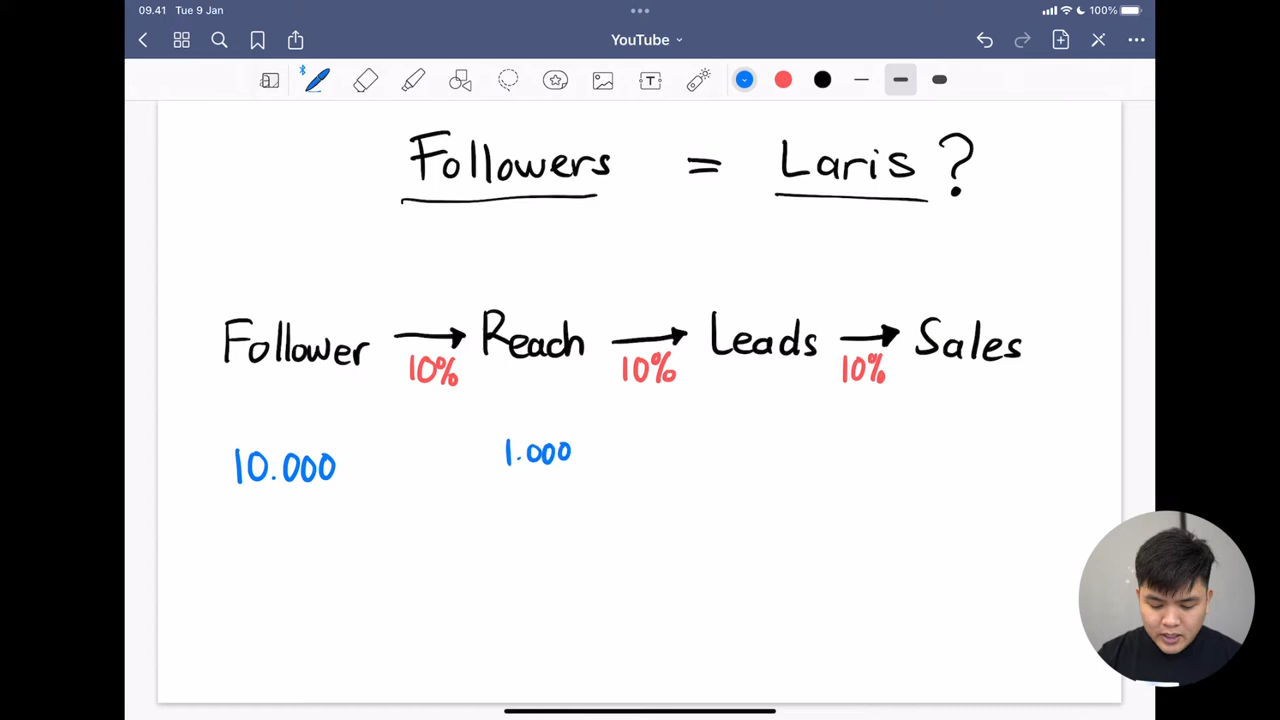 09.41 Tue 9 Jan
100%
YouTube
T
Followers = Laris ?
Follower → Reach → Leads → Sales
10% 10% 10%
10.000 1.000